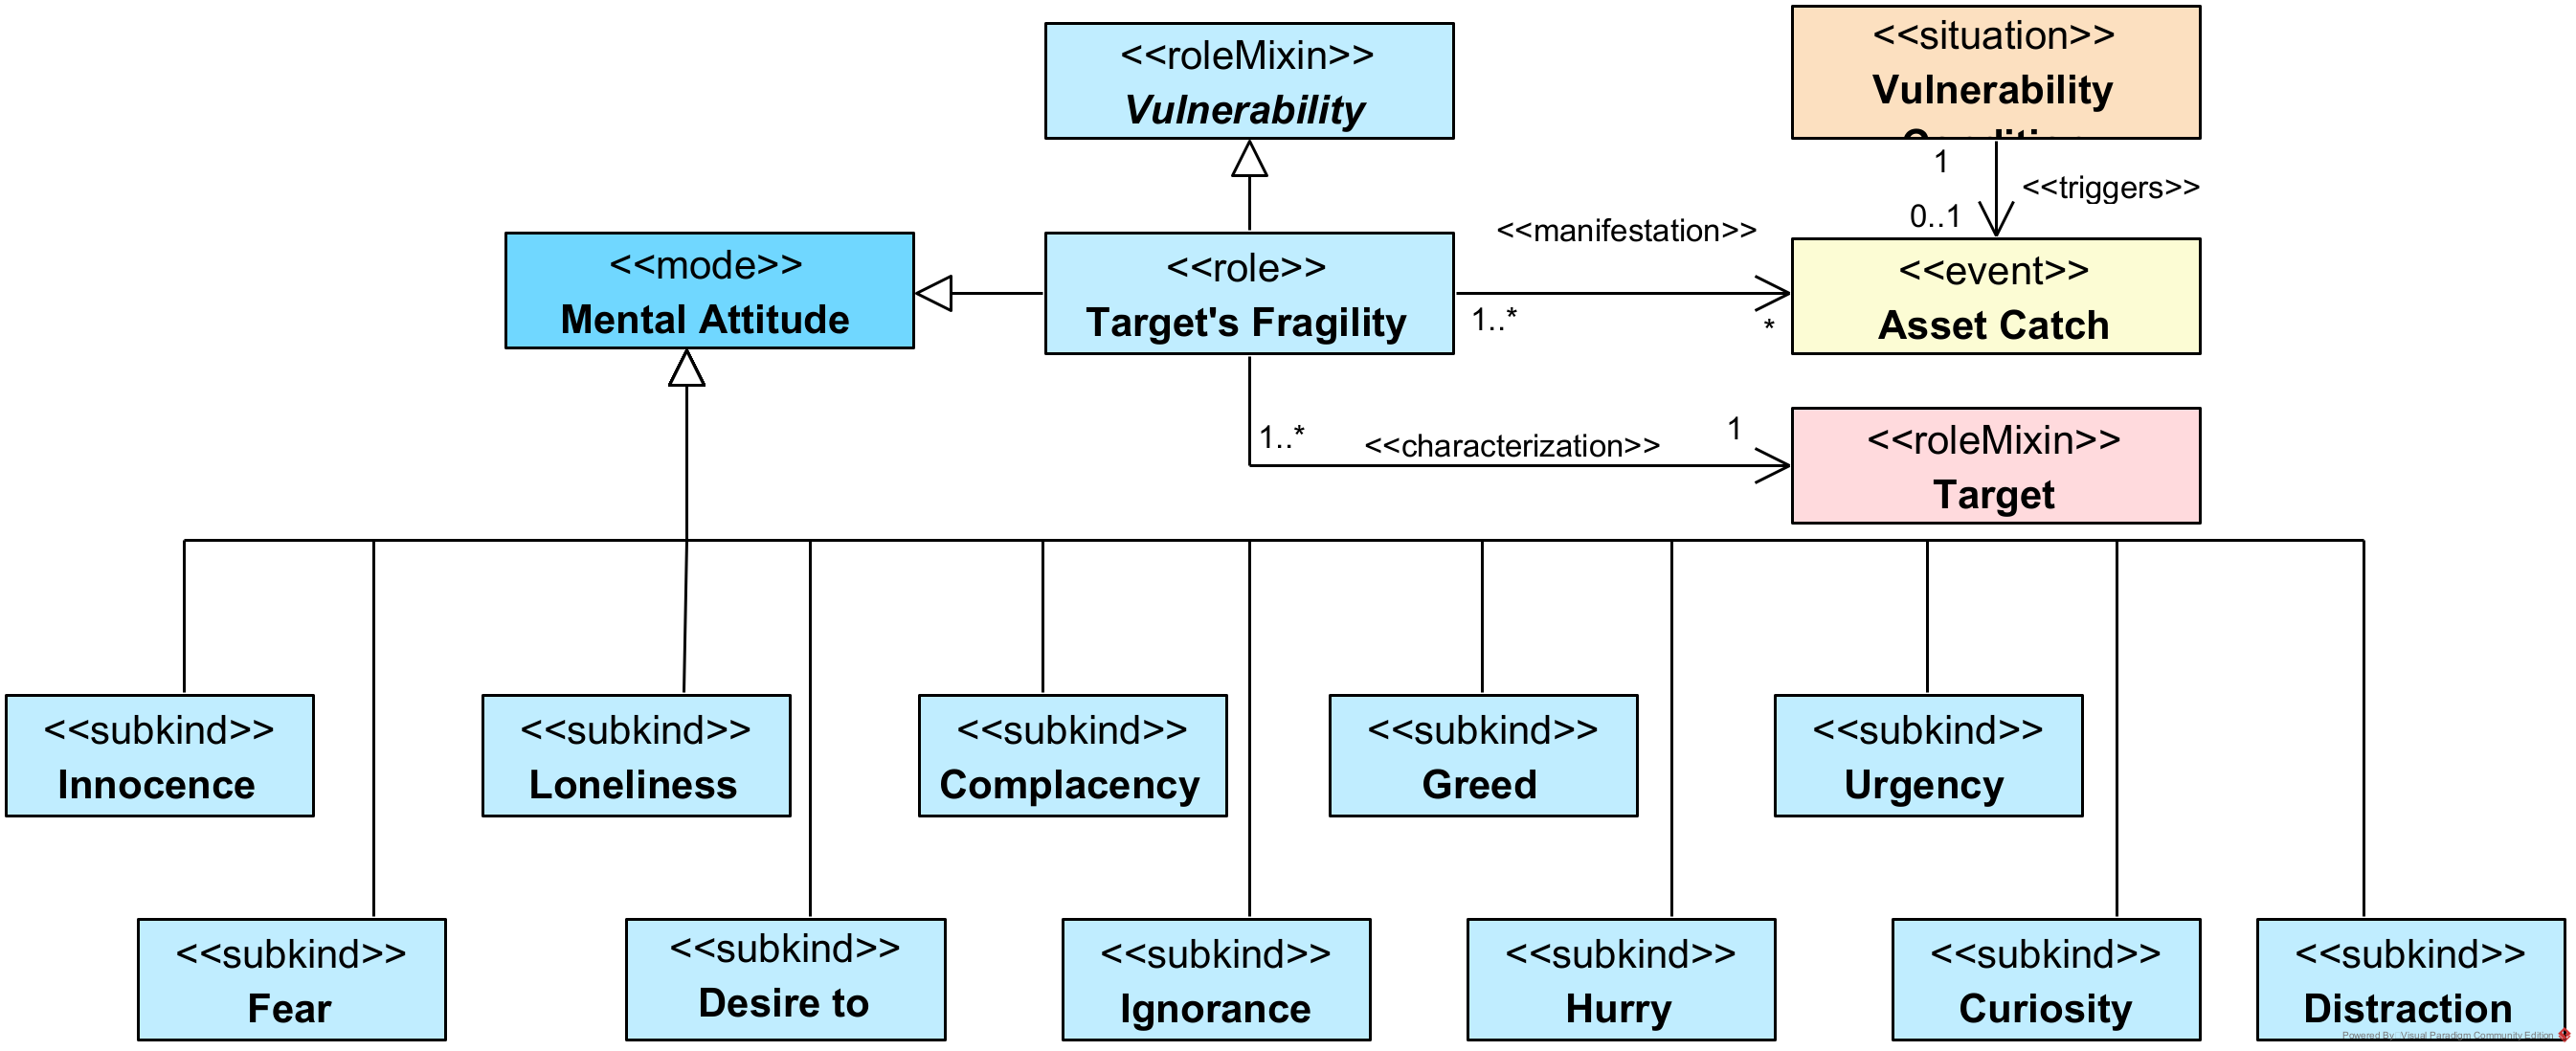 <<roleMixin>>
Vulnerability
<<situation>>
Vulnerability
1
<<triggers>>
0..1
<<mode>>
Mental Attitude
<<role>>
Target's Fragility
<<manifestation>>
1..*
*
<<event>>
Asset Catch
1..*
<<characterization>>
1
<<roleMixin>>
Target
<<subkind>>
Innocence
<<subkind>>
Loneliness
<<subkind>>
Complacency
<<subkind>>
Greed
<<subkind>>
Urgency
<<subkind>>
Fear
<<subkind>>
Desire to
<<subkind>>
Ignorance
<<subkind>>
Hurry
<<subkind>>
Curiosity
<<subkind>>
Distraction
Powered By: Visual Paradigm Community Edition